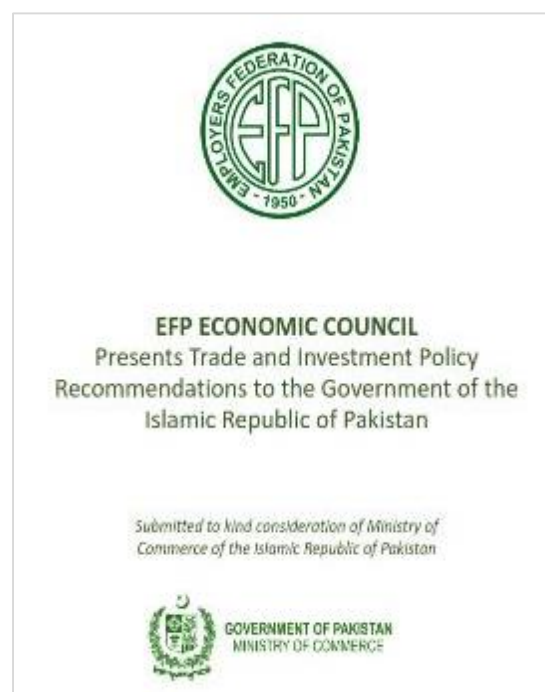 EMPLOYERS FEDERATION OF PAKISTAN
EFP
- 1950 -
EFP ECONOMIC COUNCIL
Presents Trade and Investment Policy
Recommendations to the Government of the
Islamic Republic of Pakistan
Submitted to kind consideration of Ministry of
Commerce of the Islamic Republic of Pakistan
GOVERNMENT OF PAKISTAN
MINISTRY OF COMMERCE